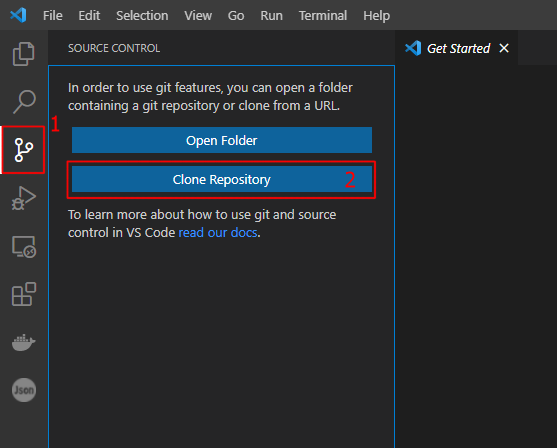 File Edit Selection View Go Run Terminal Help
SOURCE CONTROL
Get Started
In order to use git features, you can open a folder
containing a git repository or clone from a URL.
1
Open Folder
Clone Repository 2
To learn more about how to use git and source
control in VS Code read our docs.
Json